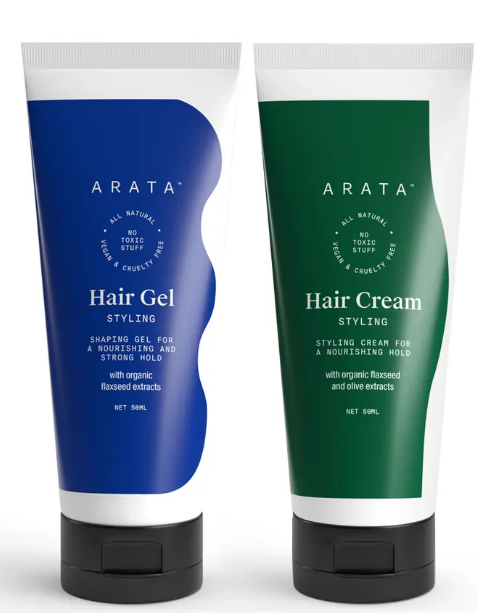 ARATA™
ALL NATURAL
VEGAN & CRUELTY FREE
NO
TOXIC
STUFF
Hair Gel
STYLING
SHAPING GEL FOR
A NOURISHING AND
STRONG HOLD
with organic
flaxseed extracts
NET 50ML
ARATA™
ALL NATURAL
VEGAN & CRUELTY FREE
NO
TOXIC
STUFF
Hair Cream
STYLING
STYLING CREAM FOR
A NOURISHING HOLD
with organic flaxseed
and olive extracts
NET 50ML